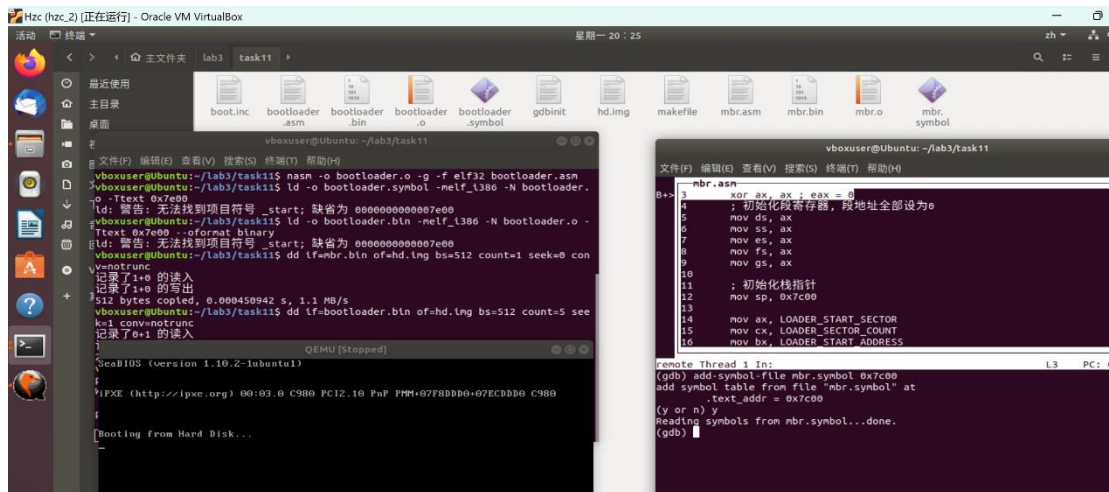 Hzc (hzc_2) [正在运行] - Oracle VM VirtualBox
活动 终端 星期一 20:25 zh
主文件夹 lab3 task11
最近使用
主目录
桌面
boot.inc bootloader.asm bootloader.bin bootloader.o bootloader.symbol gdbinit hd.img makefile mbr.asm mbr.bin mbr.o mbr.symbol
vboxuser@Ubuntu: ~/lab3/task11
文件(F) 编辑(E) 查看(V) 搜索(S) 终端(T) 帮助(H)
vboxuser@Ubuntu:~/lab3/task11$ nasm -o bootloader.o -g -f elf32 bootloader.asm
vboxuser@Ubuntu:~/lab3/task11$ ld -o bootloader.symbol -melf_i386 -N bootloader.
o -Ttext 0x7e00
ld: 警告: 无法找到项目符号 _start; 缺省为 0000000000007e00
vboxuser@Ubuntu:~/lab3/task11$ ld -o bootloader.bin -melf_i386 -N bootloader.o -
Ttext 0x7e00 --oformat binary
ld: 警告: 无法找到项目符号 _start; 缺省为 0000000000007e00
vboxuser@Ubuntu:~/lab3/task11$ dd if=mbr.bin of=hd.img bs=512 count=1 seek=0 con
v=notrunc
记录了1+0 的读入
记录了1+0 的写出
512 bytes copied, 0.000450942 s, 1.1 MB/s
vboxuser@Ubuntu:~/lab3/task11$ dd if=bootloader.bin of=hd.img bs=512 count=5 see
k=1 conv=notrunc
记录了0+1 的读入
QEMU [Stopped]
SeaBIOS (version 1.10.2-1ubuntu1)
iPXE (http://ipxe.org) 00:03.0 C980 PCI2.10 PnP PMM+07F8DDD0+07ECDDD0 C980
Booting from Hard Disk...
vboxuser@Ubuntu: ~/lab3/task11
文件(F) 编辑(E) 查看(V) 搜索(S) 终端(T) 帮助(H)
mbr.asm
B+> 3 xor ax, ax ; eax = 0
4 ; 初始化段寄存器, 段地址全部设为0
5 mov ds, ax
6 mov ss, ax
7 mov es, ax
8 mov fs, ax
9 mov gs, ax
10
11 ; 初始化栈指针
12 mov sp, 0x7c00
13
14 mov ax, LOADER_START_SECTOR
15 mov cx, LOADER_SECTOR_COUNT
16 mov bx, LOADER_START_ADDRESS
remote Thread 1 In: L3 PC:
(gdb) add-symbol-file mbr.symbol 0x7c00
add symbol table from file "mbr.symbol" at
.text_addr = 0x7c00
(y or n) y
Reading symbols from mbr.symbol...done.
(gdb)